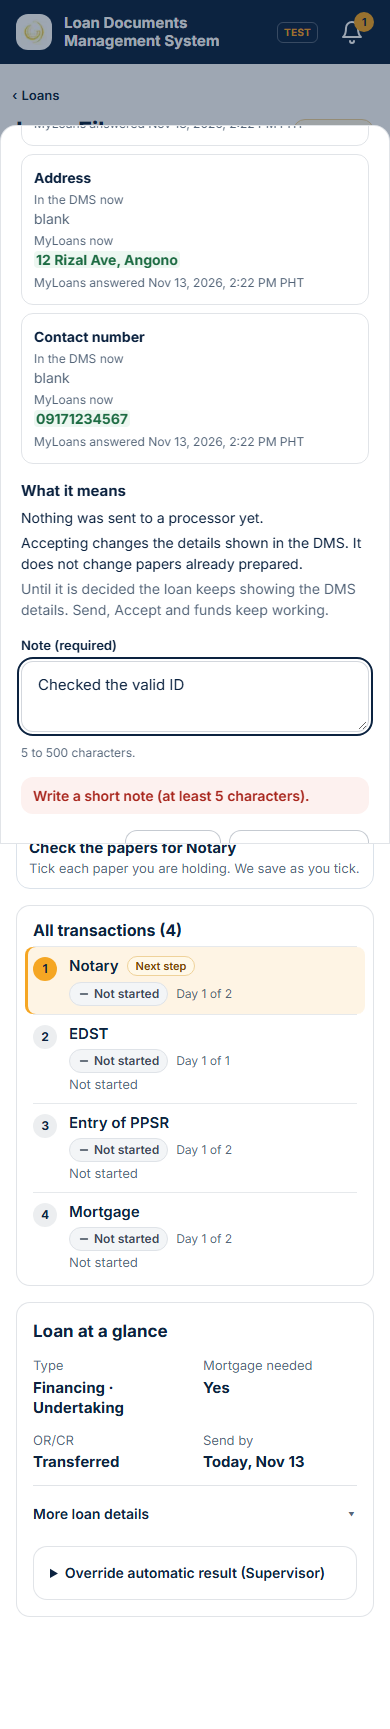 Loan Documents
Management System
TEST
1
‹ Loans
MyLoans answered Nov 13, 2026, 2:22 PM PHT
Address
In the DMS now
blank
MyLoans now
12 Rizal Ave, Angono
MyLoans answered Nov 13, 2026, 2:22 PM PHT
Contact number
In the DMS now
blank
MyLoans now
09171234567
MyLoans answered Nov 13, 2026, 2:22 PM PHT
What it means
Nothing was sent to a processor yet.
Accepting changes the details shown in the DMS. It
does not change papers already prepared.
Until it is decided the loan keeps showing the DMS
details. Send, Accept and funds keep working.
Note (required)
Checked the valid ID
5 to 500 characters.
Write a short note (at least 5 characters).
Check the papers for Notary
Tick each paper you are holding. We save as you tick.
All transactions (4)
1 Notary Next step
– Not started Day 1 of 2
2 EDST
– Not started Day 1 of 1
Not started
3 Entry of PPSR
– Not started Day 1 of 2
Not started
4 Mortgage
– Not started Day 1 of 2
Not started
Loan at a glance
Type
Financing ·
Undertaking
Mortgage needed
Yes
OR/CR
Transferred
Send by
Today, Nov 13
More loan details
Override automatic result (Supervisor)